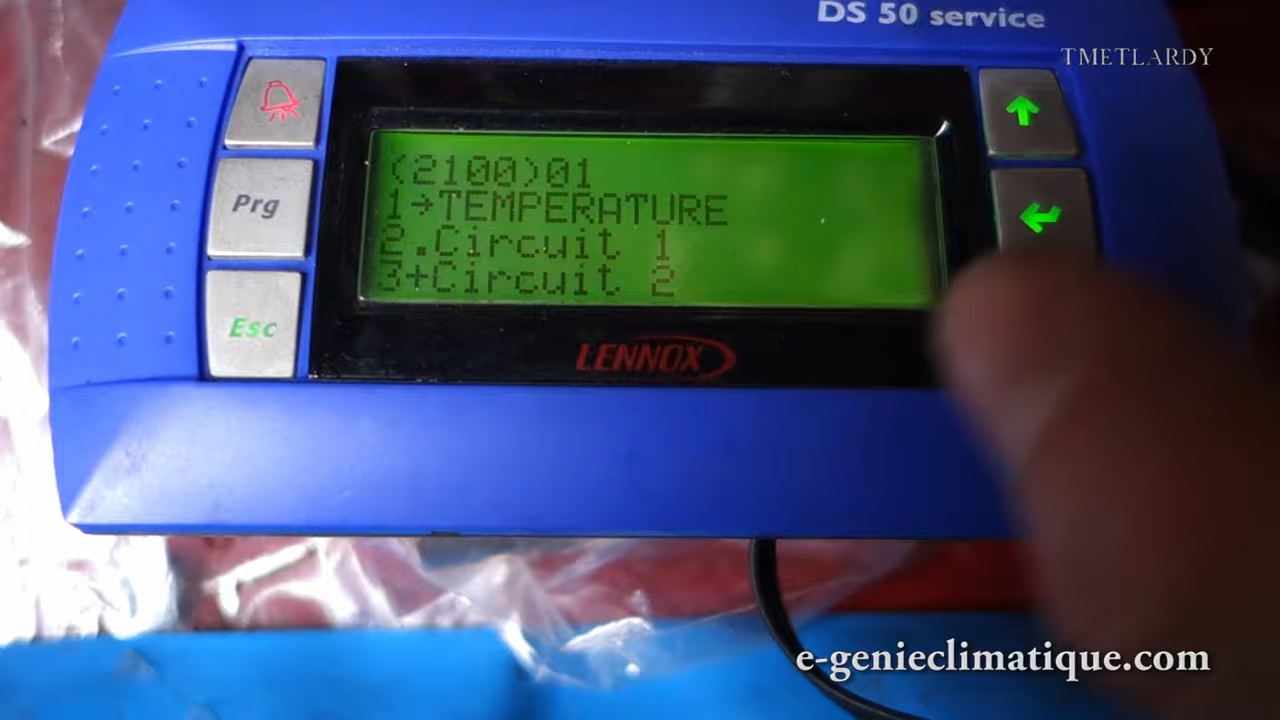 DS 50 service
TMETLARDY
Prg
Esc
(2100)01
1→TEMPERATURE
2.Circuit 1
3+Circuit 2
LENNOX
e-genieclimatique.com